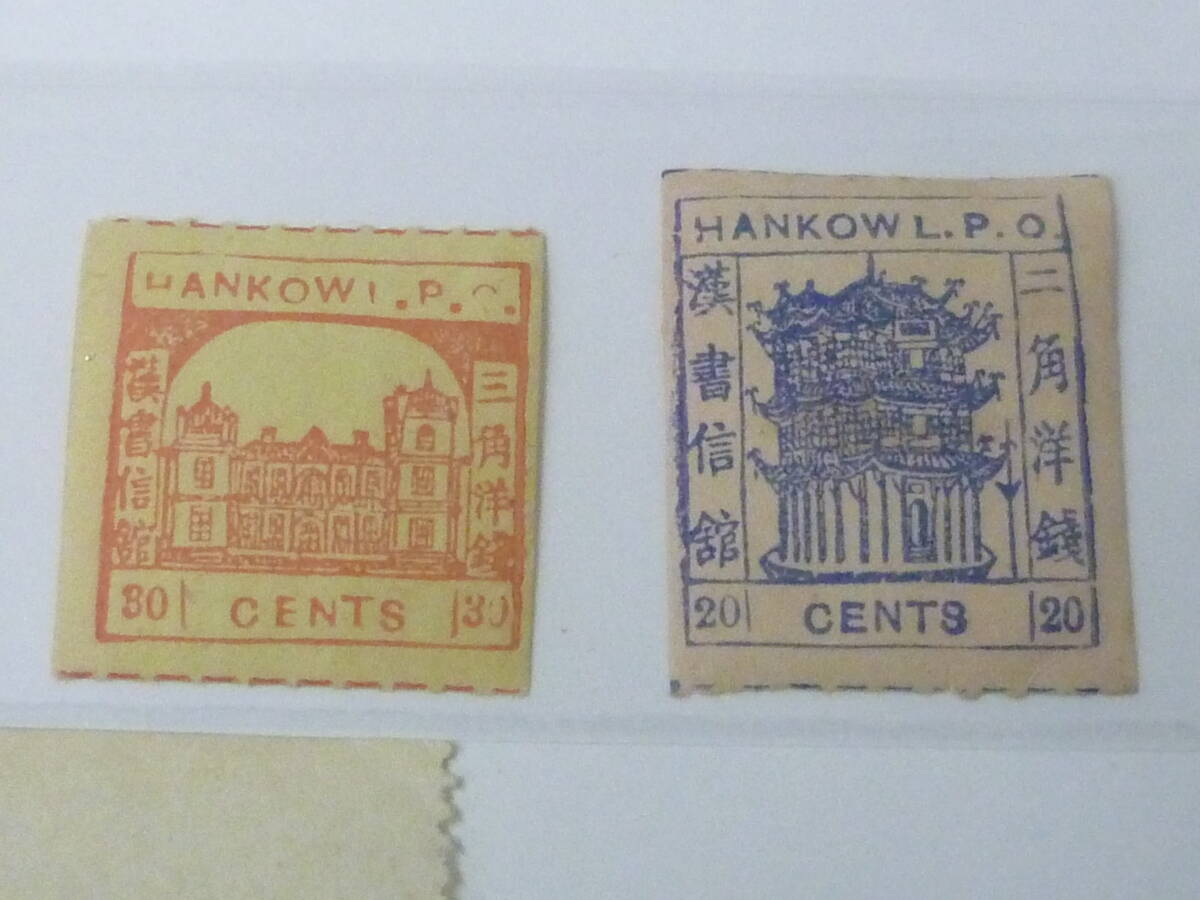 HANKOW L.P.O.
漢書信館
三角洋錢
30 CENTS 30
HANKOW L.P.O.
漢書信館
二角洋錢
20 CENTS 20